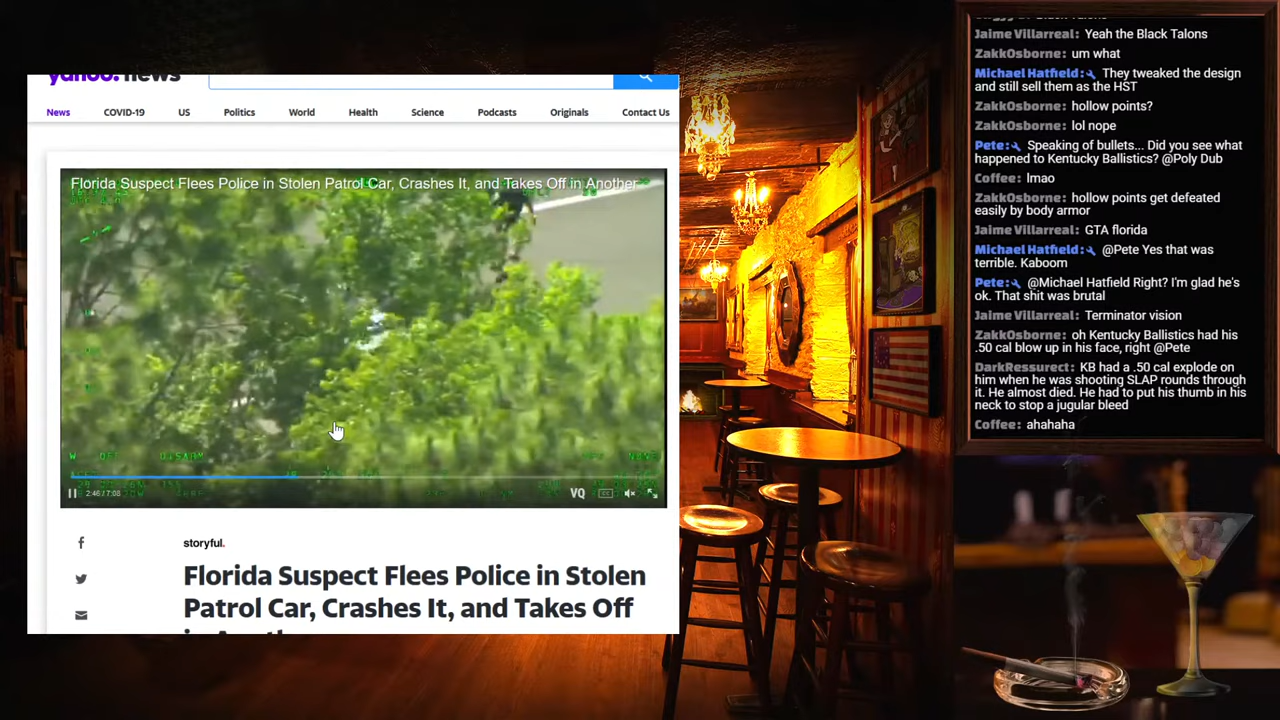 yahoo! news
News COVID-19 US Politics World Health Science Podcasts Originals Contact Us
Florida Suspect Flees Police in Stolen Patrol Car, Crashes It, and Takes Off in Another
2:46 / 7:08
VQ
CC
storyful.
Florida Suspect Flees Police in Stolen
Patrol Car, Crashes It, and Takes Off
Jaime Villarreal: Yeah the Black Talons
ZakkOsborne: um what
Michael Hatfield: They tweaked the design
and still sell them as the HST
ZakkOsborne: hollow points?
ZakkOsborne: lol nope
Pete: Speaking of bullets... Did you see what
happened to Kentucky Ballistics? @Poly Dub
Coffee: lmao
ZakkOsborne: hollow points get defeated
easily by body armor
Jaime Villarreal: GTA florida
Michael Hatfield: @Pete Yes that was
terrible. Kaboom
Pete: @Michael Hatfield Right? I'm glad he's
ok. That shit was brutal
Jaime Villarreal: Terminator vision
ZakkOsborne: oh Kentucky Ballistics had his
.50 cal blow up in his face, right @Pete
DarkRessurect: KB had a .50 cal explode on
him when he was shooting SLAP rounds through
it. He almost died. He had to put his thumb in his
neck to stop a jugular bleed
Coffee: ahahaha